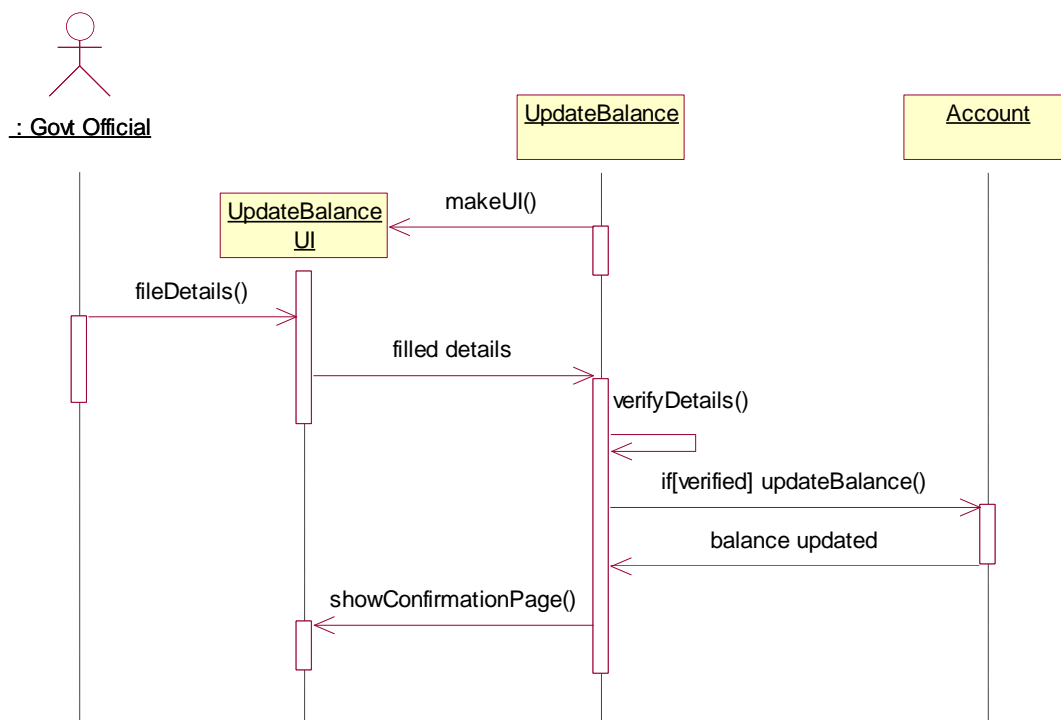 : Govt Official
UpdateBalance
Account
UpdateBalance
UI
makeUI()
fileDetails()
filled details
verifyDetails()
if[verified] updateBalance()
balance updated
showConfirmationPage()